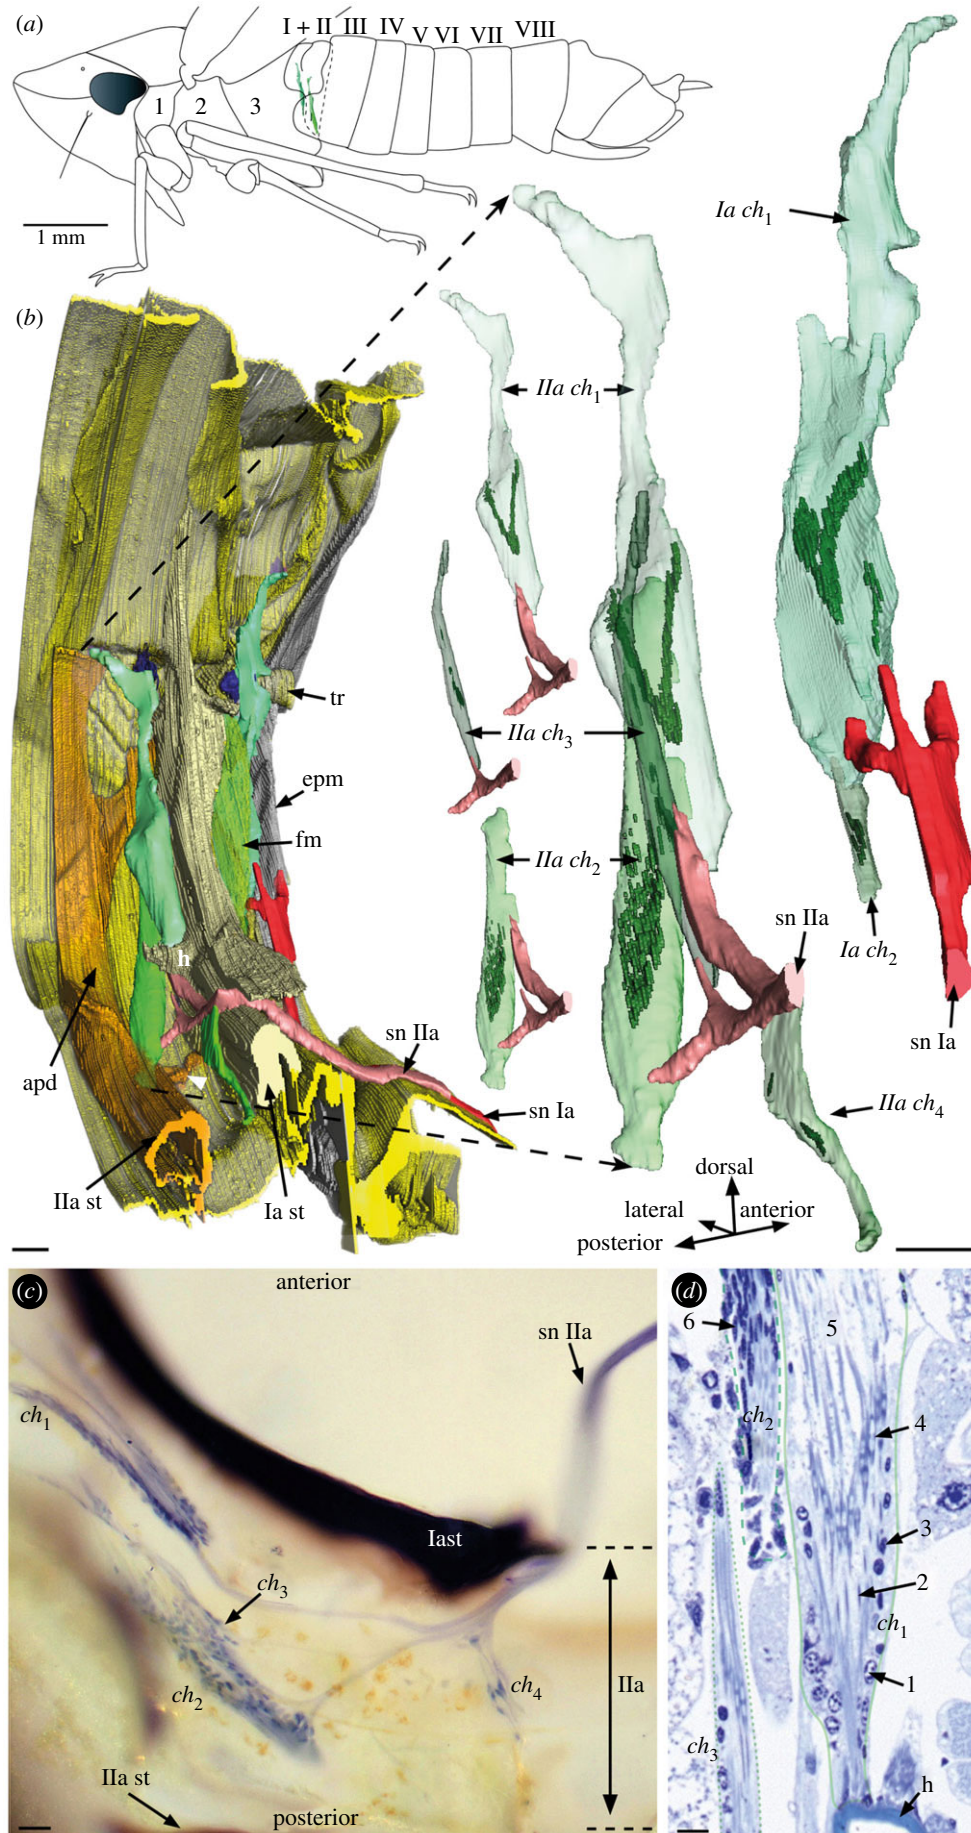 (a)
I + II III IV V VI VII VIII
1 2 3
1 mm
Ia ch1
(b)
IIa ch1
tr
IIa ch3
epm
fm
IIa ch2
sn IIa
h
Ia ch2
sn IIa
sn Ia
apd
sn Ia
IIa ch4
IIa st
Ia st
dorsal
lateral
anterior
posterior
(c)
anterior
sn IIa
ch1
Iast
ch3
ch2
ch4
IIa
IIa st
posterior
(d)
6
5
ch2
4
3
2
ch1
1
ch3
h